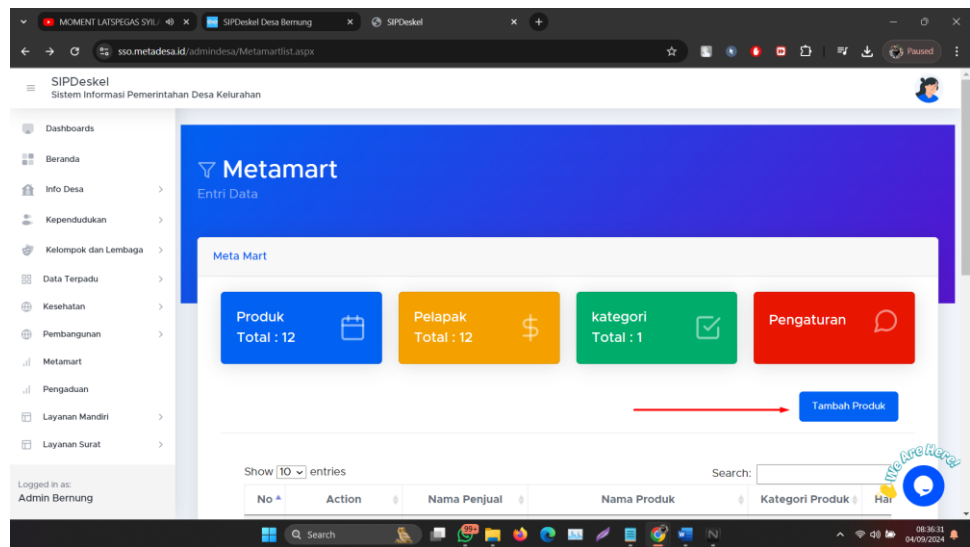 MOMENT LATSPEGAS SYIL
SIPDeskel Desa Bernung
SIPDeskel
sso.metadesa.id/admindesa/Metamartlist.aspx
Paused
SIPDeskel
Sistem Informasi Pemerintahan Desa Kelurahan
Dashboards
Beranda
Info Desa
Kependudukan
Kelompok dan Lembaga
Data Terpadu
Kesehatan
Pembangunan
Metamart
Pengaduan
Layanan Mandiri
Layanan Surat
Logged in as:
Admin Bernung
Metamart
Entri Data
Meta Mart
Produk
Total : 12
Pelapak
Total : 12
kategori
Total : 1
Pengaturan
Tambah Produk
Show 10 entries
Search:
No Action Nama Penjual Nama Produk Kategori Produk Har
We Are Here!
Search
99+
08:36:31
04/09/2024